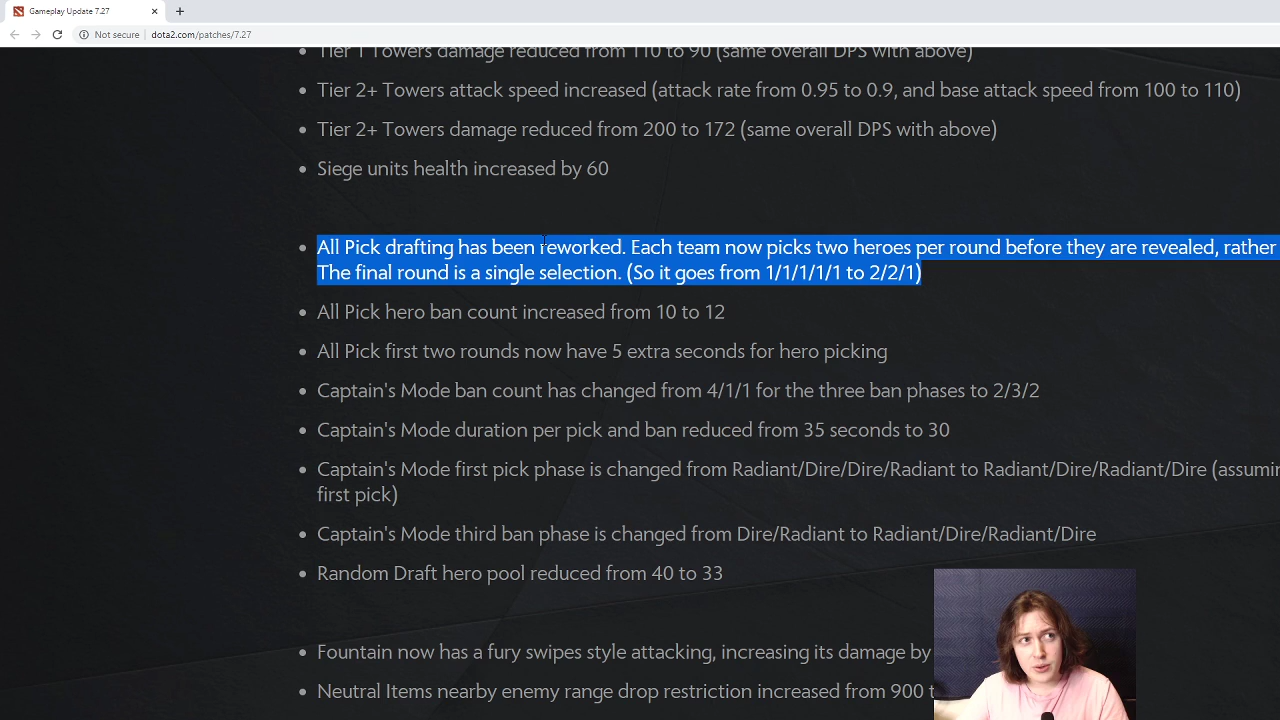 Gameplay Update 7.27
Not secure | dota2.com/patches/7.27
Tier 1 Towers damage reduced from 110 to 90 (same overall DPS with above)
Tier 2+ Towers attack speed increased (attack rate from 0.95 to 0.9, and base attack speed from 100 to 110)
Tier 2+ Towers damage reduced from 200 to 172 (same overall DPS with above)
Siege units health increased by 60
All Pick drafting has been reworked. Each team now picks two heroes per round before they are revealed, rather
The final round is a single selection. (So it goes from 1/1/1/1/1 to 2/2/1)
All Pick hero ban count increased from 10 to 12
All Pick first two rounds now have 5 extra seconds for hero picking
Captain's Mode ban count has changed from 4/1/1 for the three ban phases to 2/3/2
Captain's Mode duration per pick and ban reduced from 35 seconds to 30
Captain's Mode first pick phase is changed from Radiant/Dire/Dire/Radiant to Radiant/Dire/Radiant/Dire
first pick)
Captain's Mode third ban phase is changed from Dire/Radiant to Radiant/Dire/Radiant/Dire
Random Draft hero pool reduced from 40 to 33
Fountain now has a fury swipes style attacking, increasing its damage by
Neutral Items nearby enemy range drop restriction increased from 900